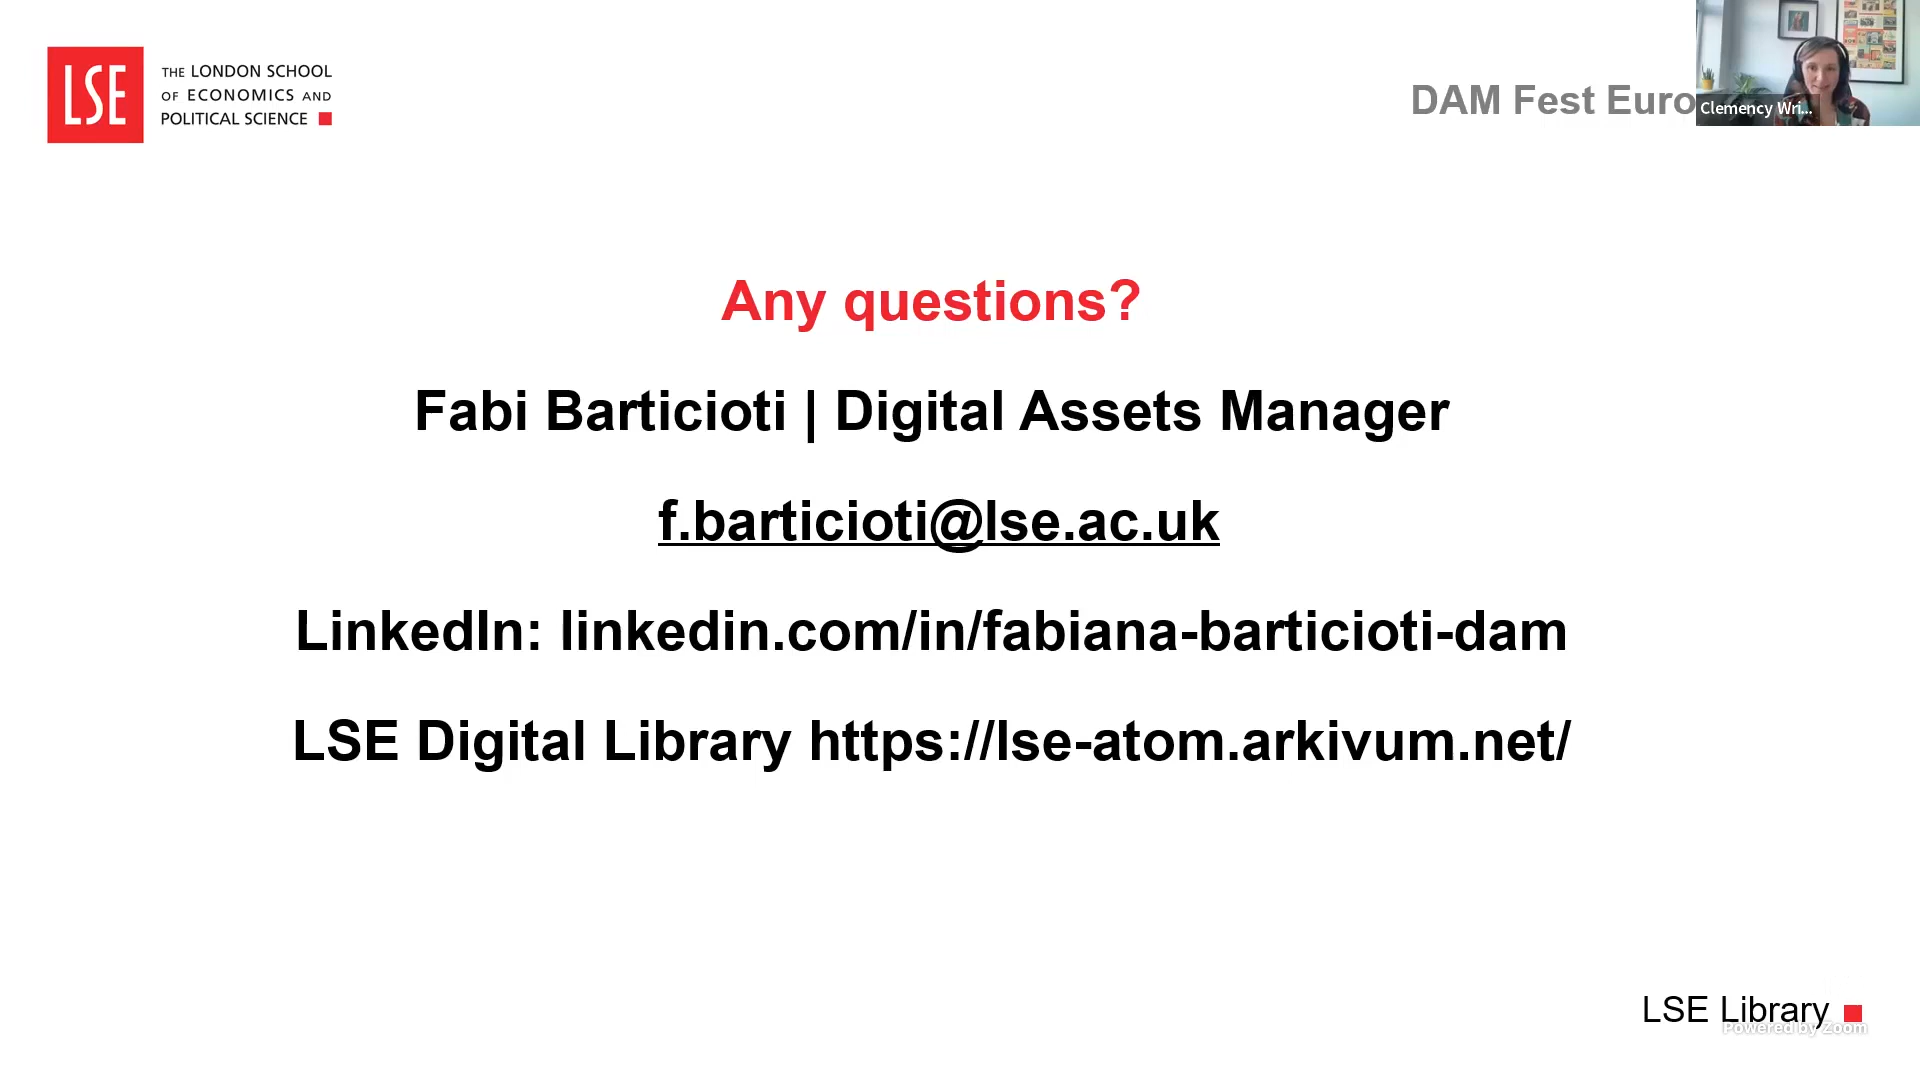 LSE
THE LONDON SCHOOL
OF ECONOMICS AND
POLITICAL SCIENCE
DAM Fest Euro
Clemency Wri...
Any questions?
Fabi Barticioti | Digital Assets Manager
f.barticioti@lse.ac.uk
LinkedIn: linkedin.com/in/fabiana-barticioti-dam
LSE Digital Library https://lse-atom.arkivum.net/
LSE Library
Powered by Zoom